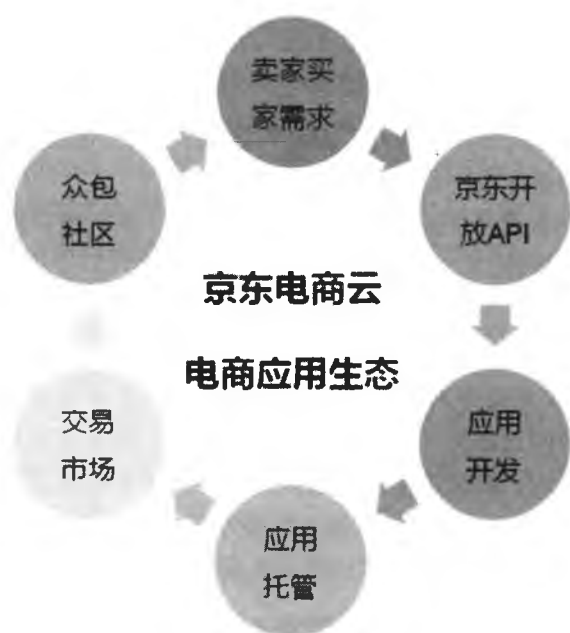 卖家买
家需求
京东开
放API
应用
开发
应用
托管
交易
市场
众包
社区
京东电商云
电商应用生态